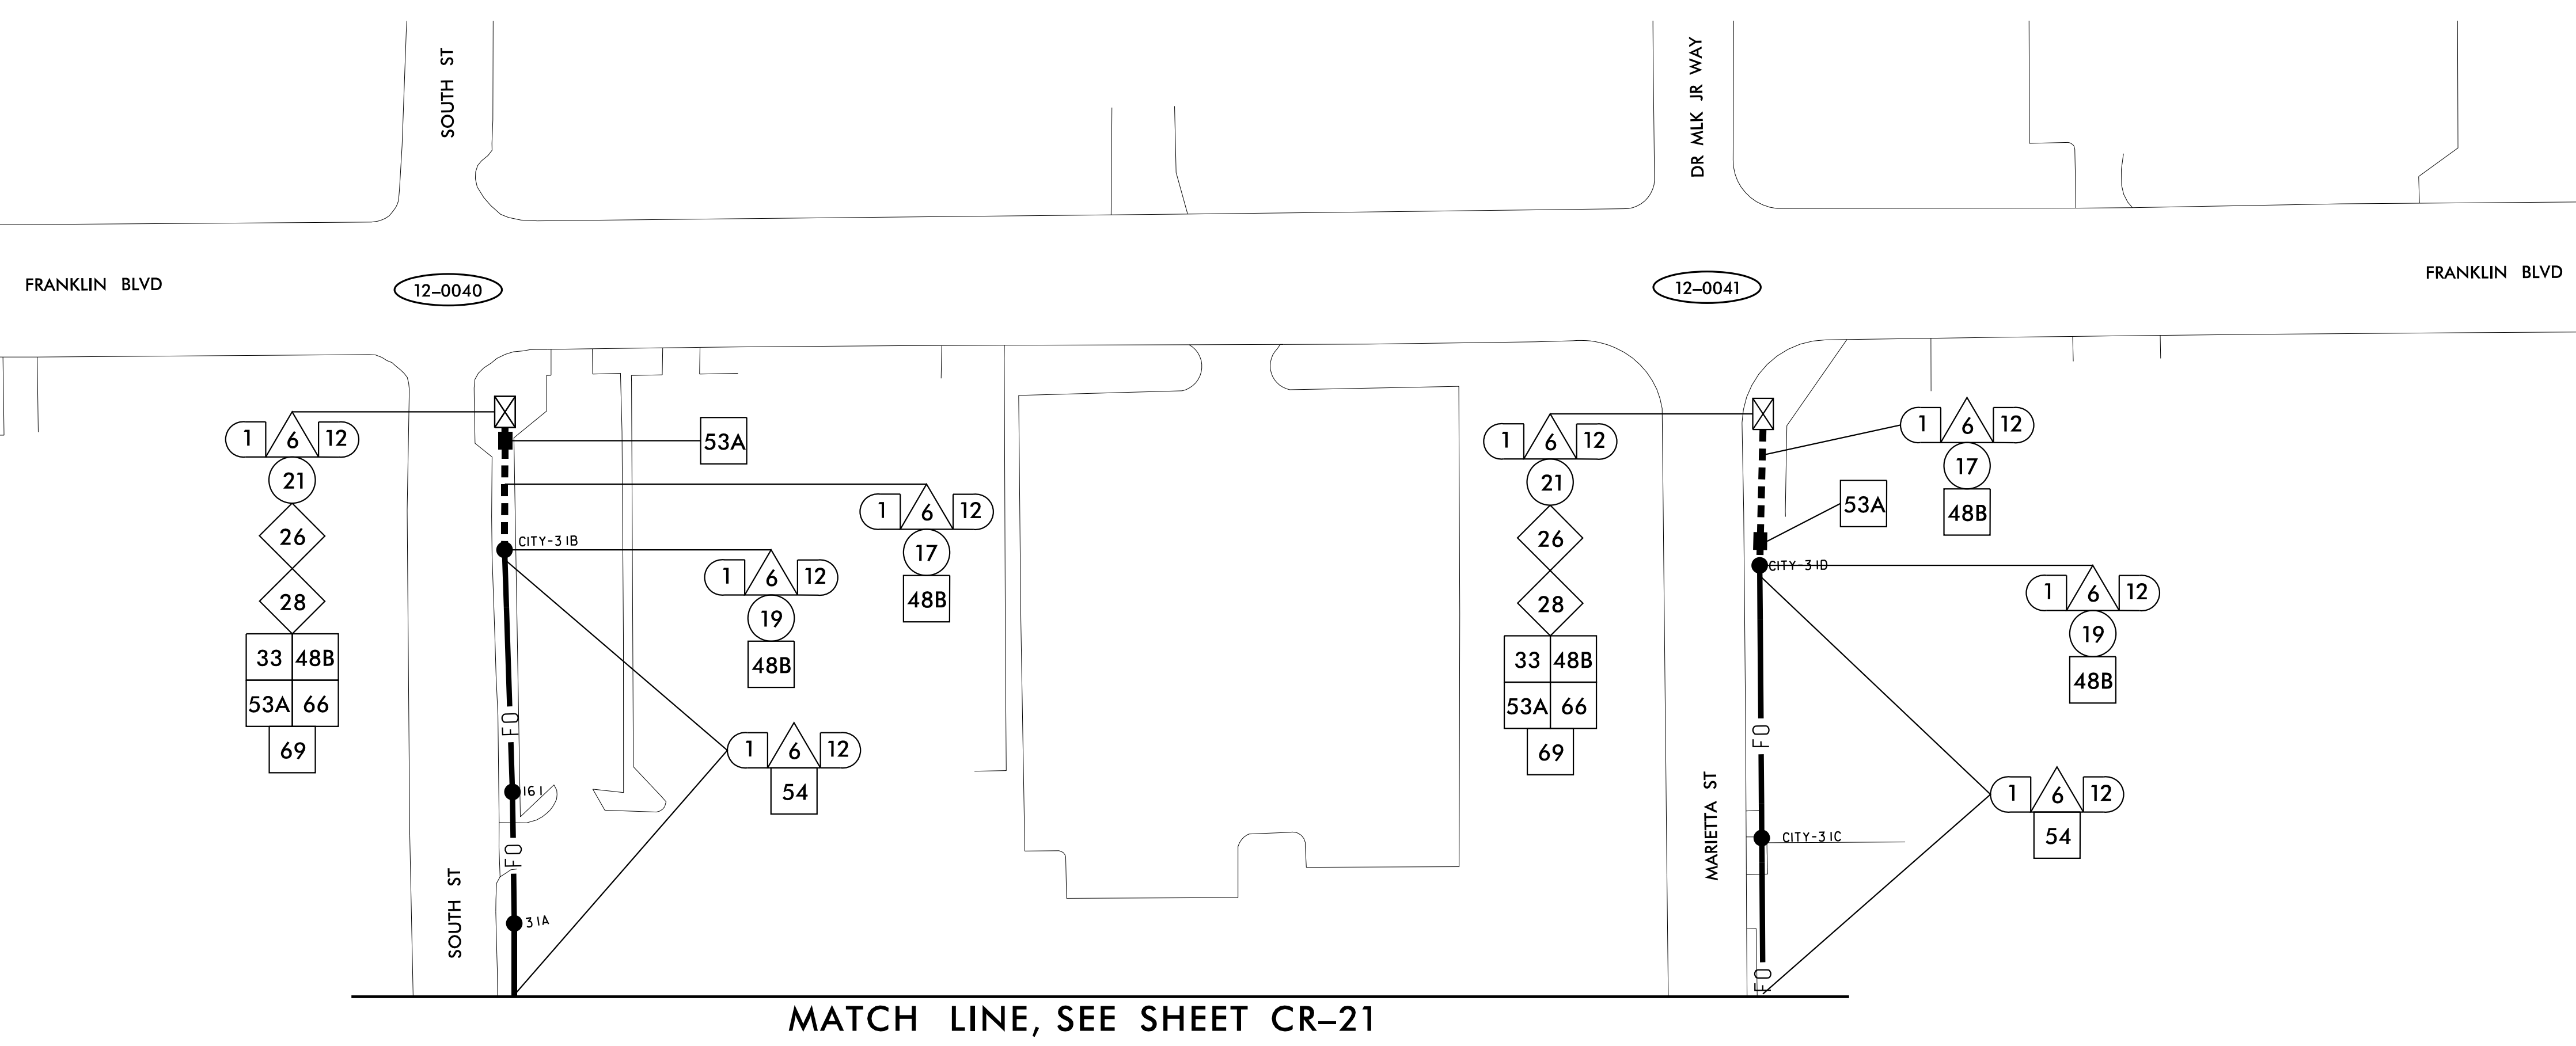 SOUTH ST
DR MLK JR WAY
FRANKLIN BLVD
12–0040
12–0041
FRANKLIN BLVD
1 6 12
21
26
28
33 48B
53A 66
69
53A
1 6 12
17
48B
CITY-31B
1 6 12
19
48B
FO
1 6 12
54
161
FO
31A
SOUTH ST
1 6 12
21
26
28
33 48B
53A 66
69
1 6 12
17
48B
53A
CITY-31D
1 6 12
19
48B
FO
1 6 12
54
CITY-31C
MARIETTA ST
FO
MATCH LINE, SEE SHEET CR–21